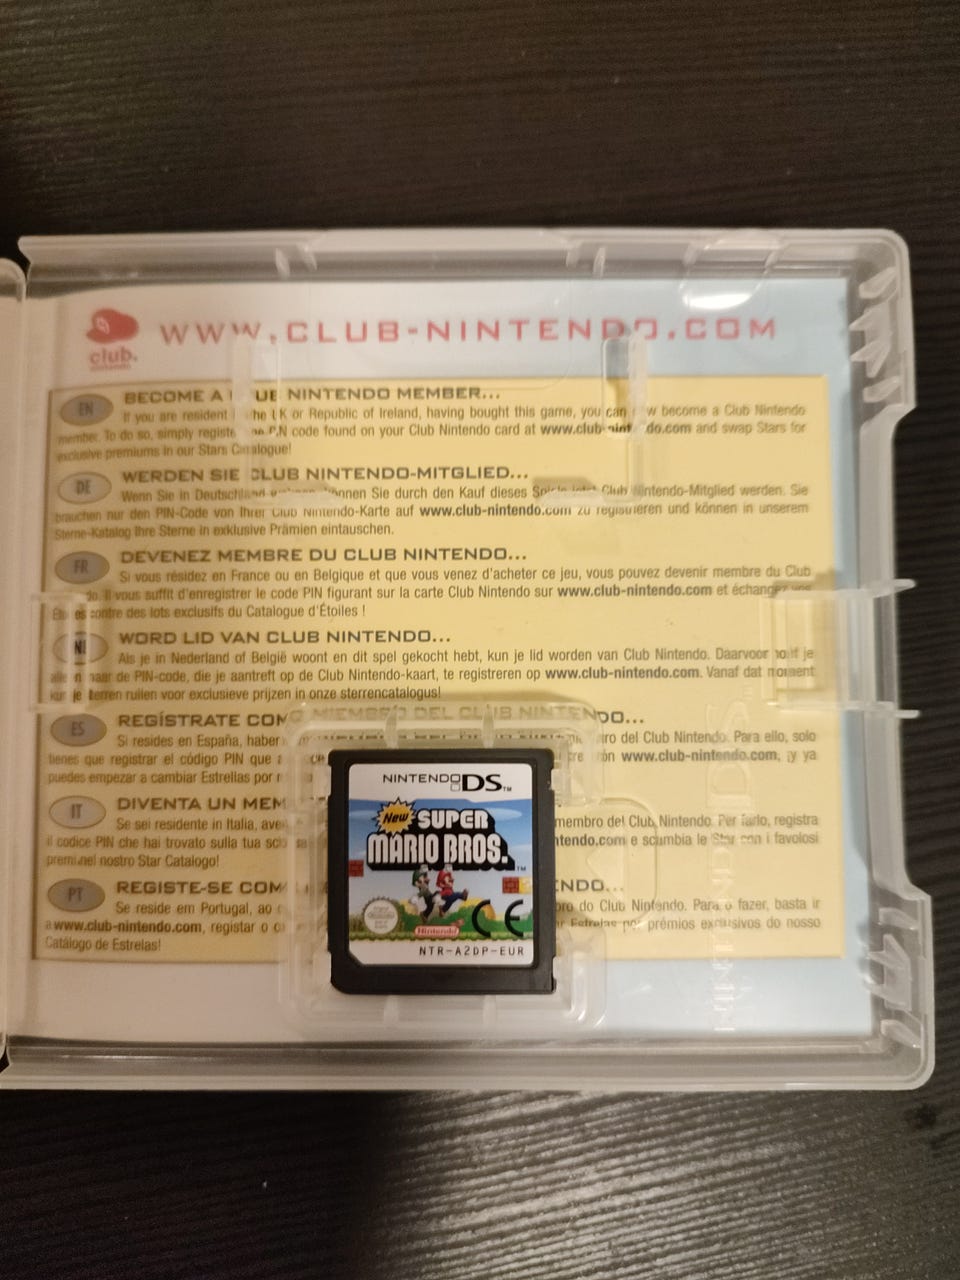 club.
WWW.CLUB-NINTENDO.COM
EN
BECOME A NINTENDO MEMBER...
If you are resident UK or Republic of Ireland, having bought this game, you can become a Club Nintendo
member. To do so, simply PIN code found on your Club Nintendo card at and swap Stars for
exclusive premiums in our Stars Catalogue!
DE
WERDEN SIE CLUB NINTENDO-MITGLIED...
Wenn Sie in Deutschland können Sie durch den Kauf dieses Club Nintendo-Mitglied werden. Sie
brauchen nur den PIN-Code von Ihrer Club Nintendo-Karte auf www.club-nintendo.com zu registrieren und können in unserem
Sterne-Katalog Ihre Sterne in exklusive Prämien eintauschen.
FR
DEVENEZ MEMBRE DU CLUB NINTENDO...
Si vous résidez en France ou en Belgique et que vous venez d'acheter ce jeu, vous pouvez devenir membre du Club
Il vous suffit d'enregistrer le code PIN figurant sur la carte Club Nintendo sur www.club-nintendo.com et échangez vos
contre des lots exclusifs du Catalogue d'Étoiles !
NL
WORD LID VAN CLUB NINTENDO...
Als je in Nederland of België woont en dit spel gekocht hebt, kun je lid worden van Club Nintendo. Daarvoor je
de PIN-code, die je aantreft op de Club Nintendo-kaart, te registreren op www.club-nintendo.com. Vanaf dat moment
kun je sterren ruilen voor exclusieve prijzen in onze sterrencatalogus!
ES
REGÍSTRATE COMO MIEMBRO DEL CLUB NINTENDO...
Si resides en España, haber del Club Nintendo. Para ello, solo
tienes que registrar el código PIN que www.club-nintendo.com, ¡y ya
puedes empezar a cambiar Estrellas por
IT
DIVENTA UN
Se sei residente in Italia, membro del Club Nintendo. Per farlo, registra
il codice PIN che hai trovato sulla tua e scambia le Star con i favolosi
premi nel nostro Star Catalogo!
PT
REGISTE-SE
Se reside em Portugal, ao do Club Nintendo. Para o fazer, basta ir
a www.club-nintendo.com, registar o Estrelas por prémios exclusivos do nosso
Catálogo de Estrelas!
NINTENDO DS™
New SUPER
MARIO BROS.™
CE
Nintendo
NTR-A2DP-EUR